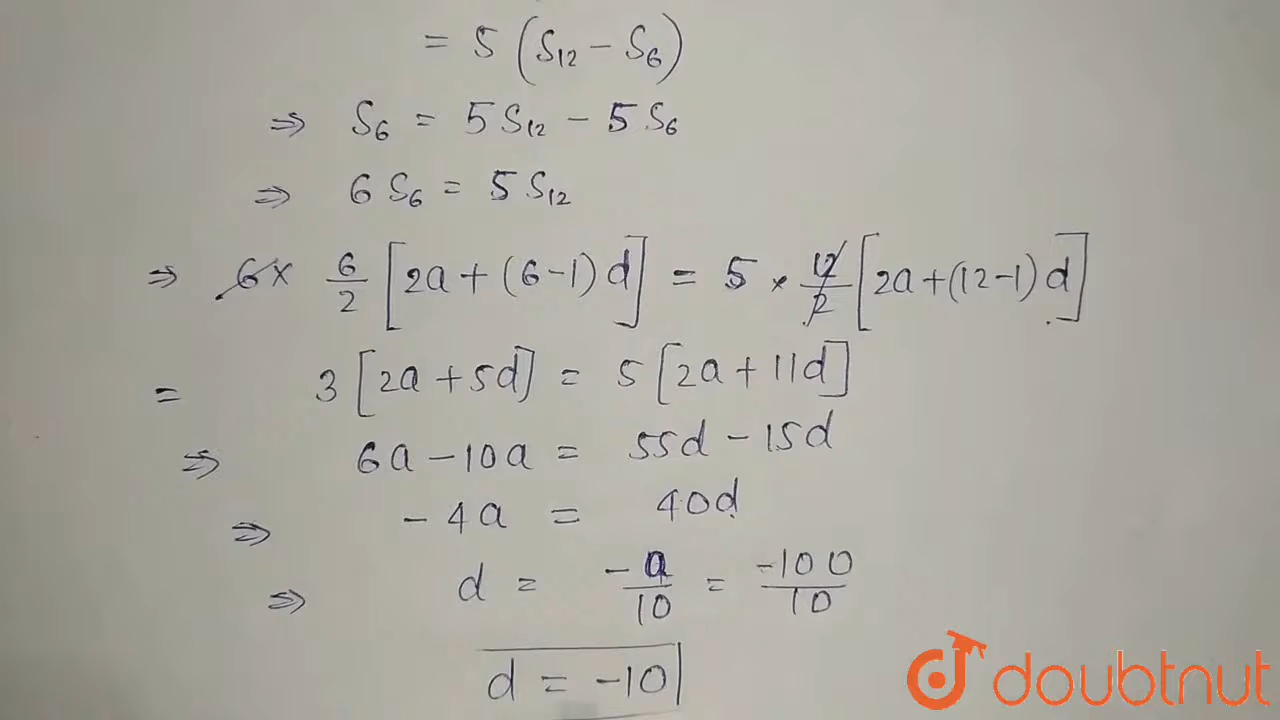 = 5 (S₁₂ – S₆)
⇒ S₆ = 5 S₁₂ – 5 S₆
⇒ 6 S₆ = 5 S₁₂
⇒ 6 × 6/2 [2a + (6-1) d] = 5 × 12/2 [2a + (12-1) d]
= 3 [2a + 5d] = 5 [2a + 11d]
⇒ 6a – 10a = 55d – 15d
⇒ – 4a = 40d
⇒ d = –a/10 = –100/10
d = –10
doubtnut